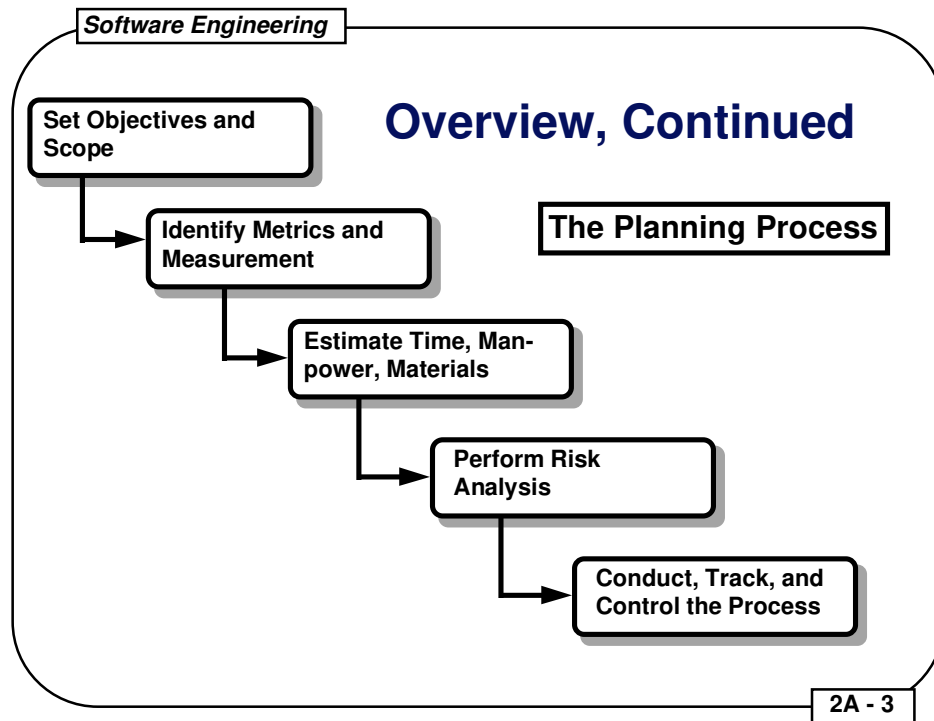 Software Engineering
Overview, Continued
Set Objectives and
Scope
The Planning Process
Identify Metrics and
Measurement
Estimate Time, Man-
power, Materials
Perform Risk
Analysis
Conduct, Track, and
Control the Process
2A - 3